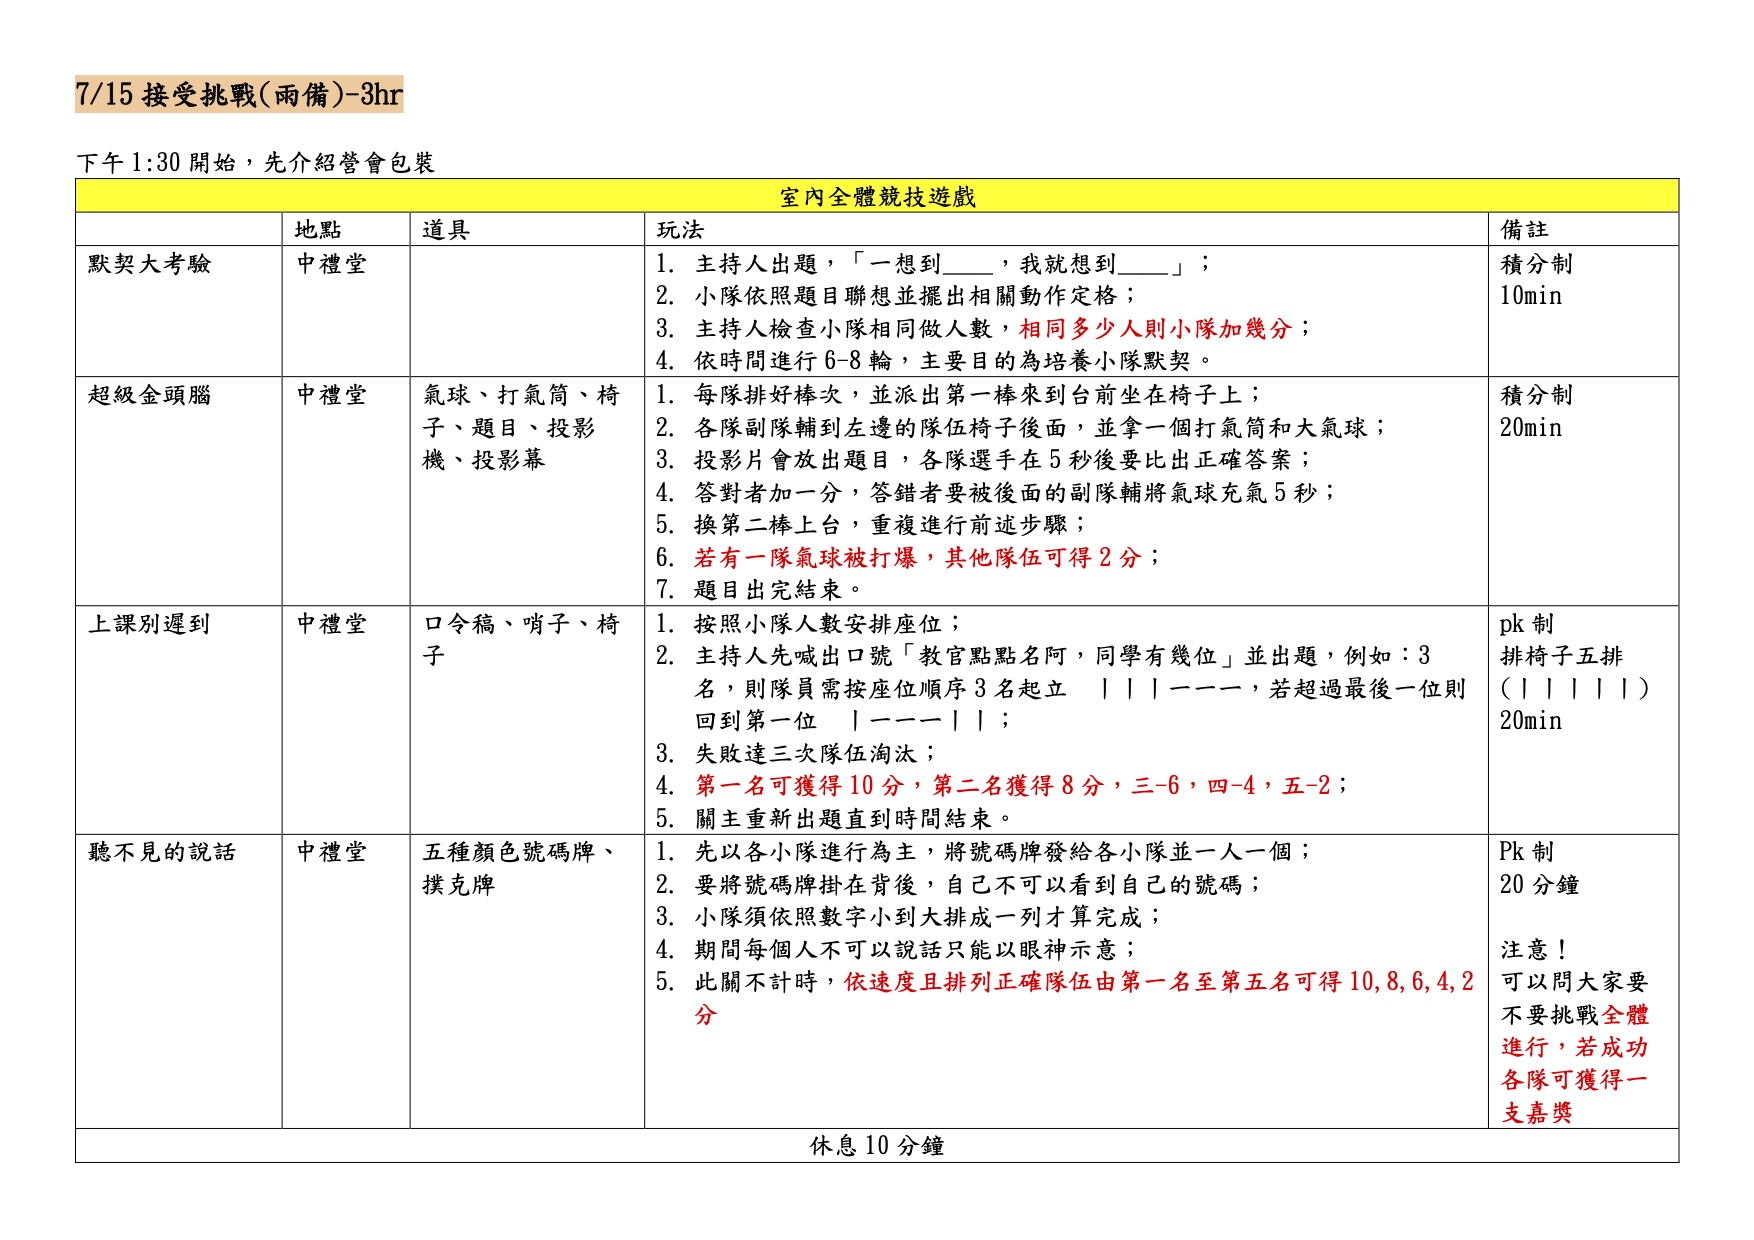 7/15 接受挑戰(雨備)-3hr
下午 1:30 開始，先介紹營會包裝
室內全體競技遊戲
地點 道具 玩法 備註
默契大考驗 中禮堂
1. 主持人出題，「一想到____，我就想到____」；
2. 小隊依照題目聯想並擺出相關動作定格；
3. 主持人檢查小隊相同做人數，相同多少人則小隊加幾分；
4. 依時間進行 6-8 輪，主要目的為培養小隊默契。
積分制
10min
超級金頭腦 中禮堂
氣球、打氣筒、椅
子、題目、投影
機、投影幕
1. 每隊排好棒次，並派出第一棒來到台前坐在椅子上；
2. 各隊副隊輔到左邊的隊伍椅子後面，並拿一個打氣筒和大氣球；
3. 投影片會放出題目，各隊選手在 5 秒後要比出正確答案；
4. 答對者加一分，答錯者要被後面的副隊輔將氣球充氣 5 秒；
5. 換第二棒上台，重複進行前述步驟；
6. 若有一隊氣球被打爆，其他隊伍可得 2 分；
7. 題目出完結束。
積分制
20min
上課別遲到 中禮堂
口令稿、哨子、椅
子
1. 按照小隊人數安排座位；
2. 主持人先喊出口號「教官點點名阿，同學有幾位」並出題，例如：3
名，則隊員需按座位順序 3 名起立 ｜｜｜一一一，若超過最後一位則
回到第一位 ｜一一一｜｜；
3. 失敗達三次隊伍淘汰；
4. 第一名可獲得 10 分，第二名獲得 8 分，三-6，四-4，五-2；
5. 關主重新出題直到時間結束。
pk 制
排椅子五排
(｜｜｜｜｜)
20min
聽不見的說話 中禮堂
五種顏色號碼牌、
撲克牌
1. 先以各小隊進行為主，將號碼牌發給各小隊並一人一個；
2. 要將號碼牌掛在背後，自己不可以看到自己的號碼；
3. 小隊須依照數字小到大排成一列才算完成；
4. 期間每個人不可以說話只能以眼神示意；
5. 此關不計時，依速度且排列正確隊伍由第一名至第五名可得 10,8,6,4,2
分
Pk 制
20 分鐘
注意！
可以問大家要
不要挑戰全體
進行，若成功
各隊可獲得一
支嘉獎
休息 10 分鐘